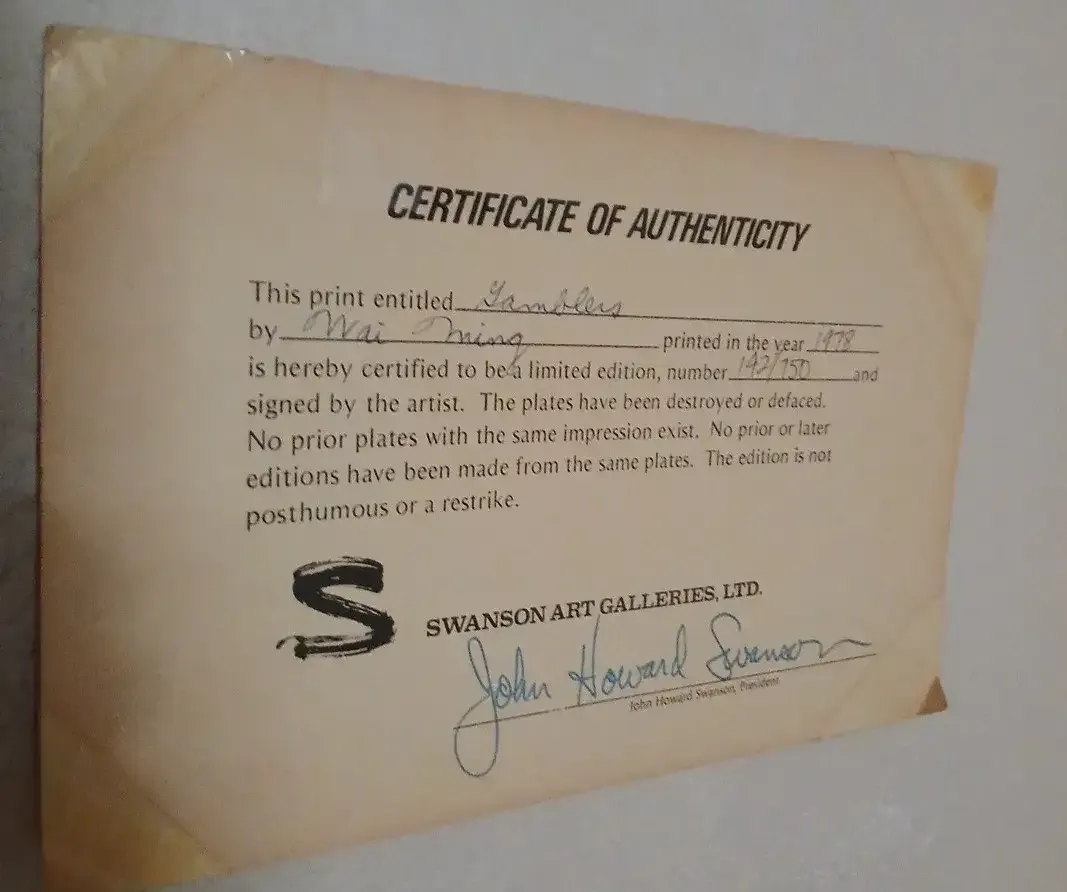 CERTIFICATE OF AUTHENTICITY
This print entitled Gamblers
by Wai Ming printed in the year 1978
is hereby certified to be a limited edition, number 192/750 and
signed by the artist. The plates have been destroyed or defaced.
No prior plates with the same impression exist. No prior or later
editions have been made from the same plates. The edition is not
posthumous or a restrike.
S
SWANSON ART GALLERIES, LTD.
John Howard Swanson
John Howard Swanson, President